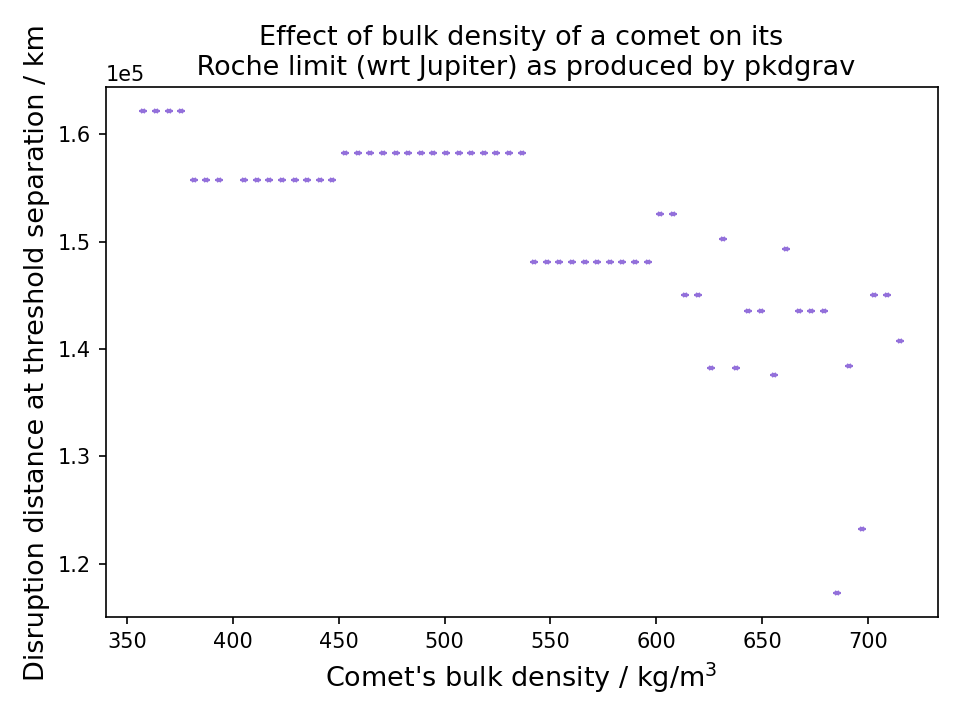 Effect of bulk density of a comet on its
Roche limit (wrt Jupiter) as produced by pkdgrav
1e5
Disruption distance at threshold separation / km
1.6
1.5
1.4
1.3
1.2
350 400 450 500 550 600 650 700
Comet's bulk density / kg/m³